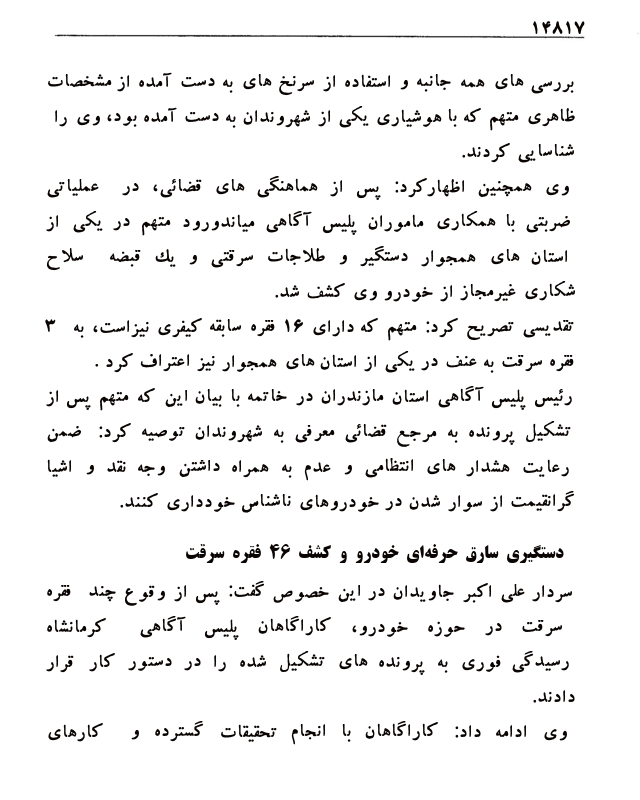 ۱۴۸۱۷
بررسی های همه جانبه و استفاده از سرنخ های به دست آمده از مشخصات
ظاهری متهم که با هوشیاری یکی از شهروندان به دست آمده بود، وی را
شناسایی کردند.
وی همچنین اظهارکرد: پس از هماهنگی های قضائی، در عملیاتی
ضربتی با همکاری ماموران پلیس آگاهی میاندورود متهم در یکی از
استان های همجوار دستگیر و طلاجات سرقتی و یك قبضه سلاح
شکاری غیرمجاز از خودرو وی کشف شد.
تقدیسی تصریح کرد: متهم که دارای ۱۶ فقره سابقه کیفری نیزاست، به ۳
فقره سرقت به عنف در یکی از استان های همجوار نیز اعتراف کرد .
رئیس پلیس آگاهی استان مازندران در خاتمه با بیان این که متهم پس از
تشکیل پرونده به مرجع قضائی معرفی به شهروندان توصیه کرد: ضمن
رعایت هشدار های انتظامی و عدم به همراه داشتن وجه نقد و اشیا
گرانقیمت از سوار شدن در خودروهای ناشناس خودداری کنند.
دستگیری سارق حرفه‌ای خودرو و کشف ۴۶ فقره سرقت
سردار علی اکبر جاویدان در این خصوص گفت: پس از وقوع چند فقره
سرقت در حوزه خودرو، کاراگاهان پلیس آگاهی کرمانشاه
رسیدگی فوری به پرونده های تشکیل شده را در دستور کار قرار
دادند.
وی ادامه داد: کاراگاهان با انجام تحقیقات گسترده و کارهای